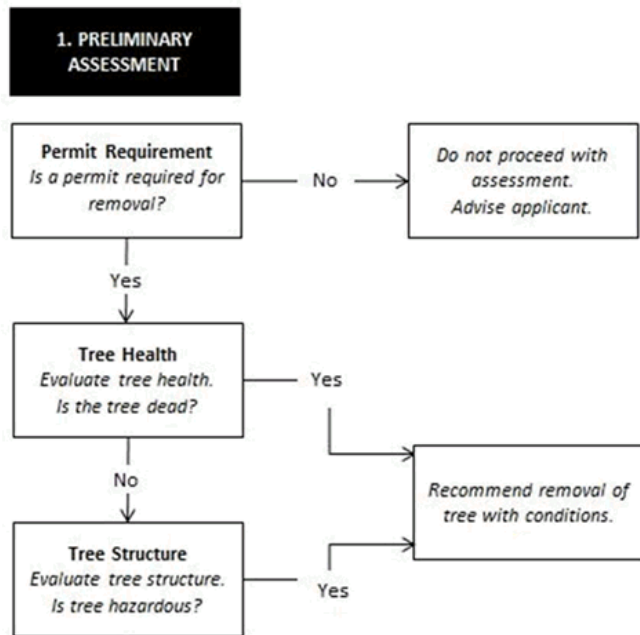 1. PRELIMINARY
ASSESSMENT
Permit Requirement
Is a permit required for
removal?
No
Do not proceed with
assessment.
Advise applicant.
Yes
Tree Health
Evaluate tree health.
Is the tree dead?
Yes
No
Recommend removal of
tree with conditions.
Tree Structure
Evaluate tree structure.
Is tree hazardous?
Yes